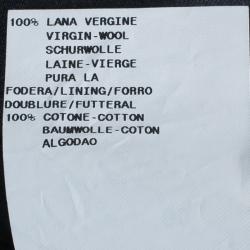 100% LANA VERGINE
VIRGIN-WOOL
SCHURWOLLE
LAINE-VIERGE
PURA LA
FODERA/LINING/FORRO
DOUBLURE/FUTTERAL
100% COTONE-COTTON
BAUMWOLLE-COTON
ALGODAO